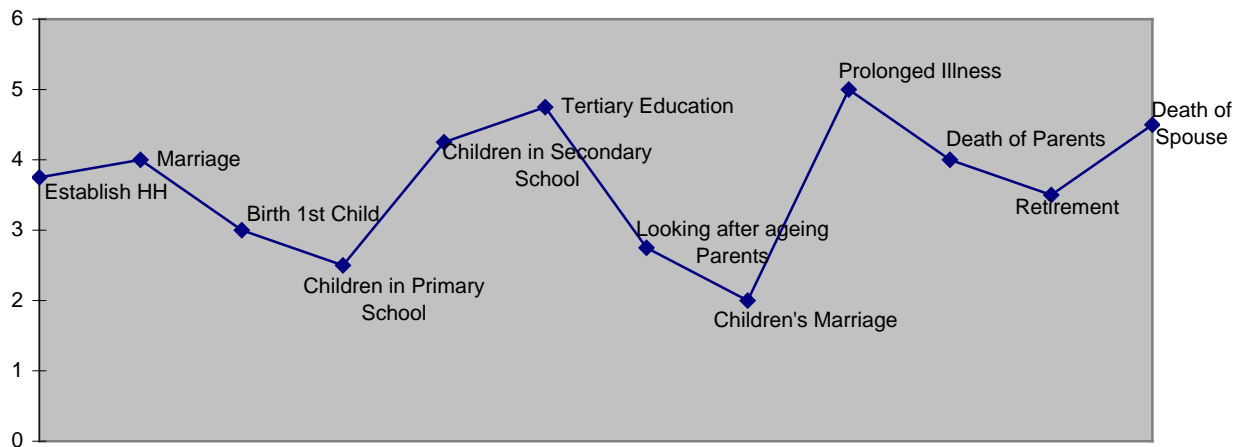 6
5
4
3
2
1
0
Establish HH
Marriage
Birth 1st Child
Children in Primary
School
Children in Secondary
School
Tertiary Education
Looking after ageing
Parents
Children's Marriage
Prolonged Illness
Death of Parents
Retirement
Death of
Spouse